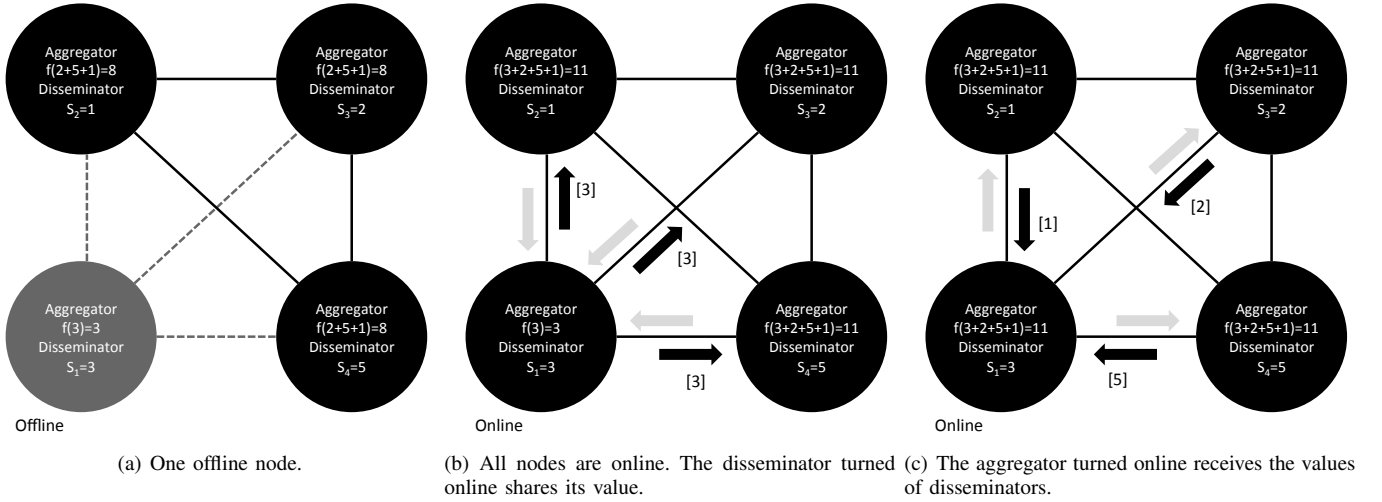 Aggregator
f(2+5+1)=8
Disseminator
S₂=1
Aggregator
f(2+5+1)=8
Disseminator
S₃=2
Aggregator
f(3)=3
Disseminator
S₁=3
Aggregator
f(2+5+1)=8
Disseminator
S₄=5
Offline
(a) One offline node.
Aggregator
f(3+2+5+1)=11
Disseminator
S₂=1
Aggregator
f(3+2+5+1)=11
Disseminator
S₃=2
[3]
[3]
Aggregator
f(3)=3
Disseminator
S₁=3
[3]
Aggregator
f(3+2+5+1)=11
Disseminator
S₄=5
Online
(b) All nodes are online. The disseminator turned
online shares its value.
Aggregator
f(3+2+5+1)=11
Disseminator
S₂=1
Aggregator
f(3+2+5+1)=11
Disseminator
S₃=2
[1]
[2]
Aggregator
f(3+2+5+1)=11
Disseminator
S₁=3
[5]
Aggregator
f(3+2+5+1)=11
Disseminator
S₄=5
Online
(c) The aggregator turned online receives the values
of disseminators.